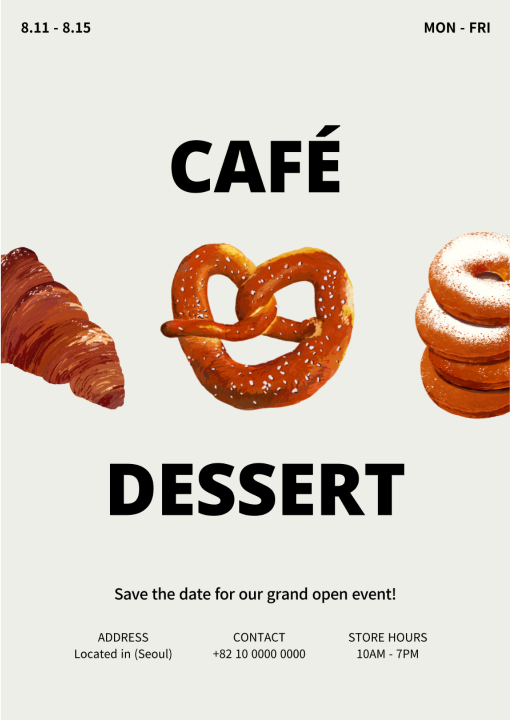 8.11 - 8.15
MON - FRI
CAFÉ
DESSERT
Save the date for our grand open event!
ADDRESS
Located in (Seoul)
CONTACT
+82 10 0000 0000
STORE HOURS
10AM - 7PM